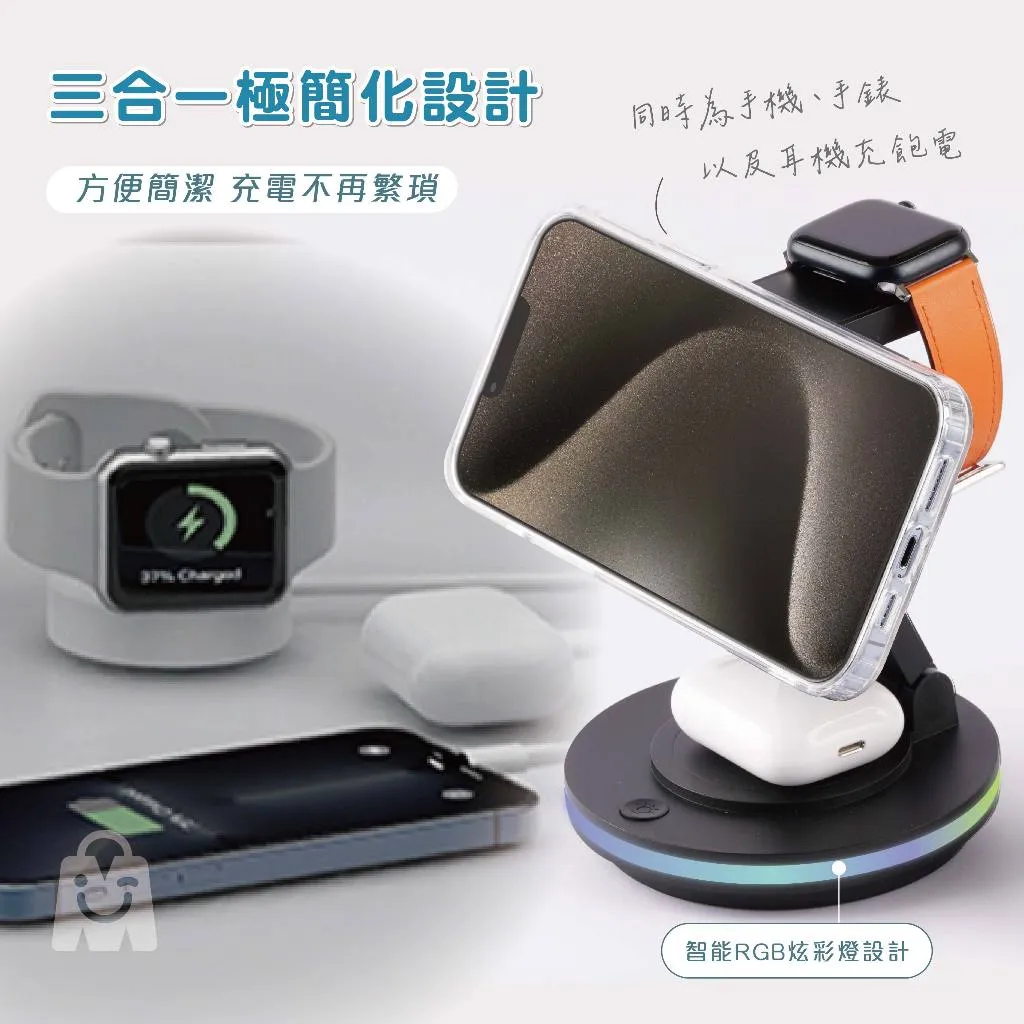 三合一極簡化設計
方便簡潔 充電不再繁瑣
同時為手機、手錶
以及耳機充飽電
37% Charged
智能RGB炫彩燈設計